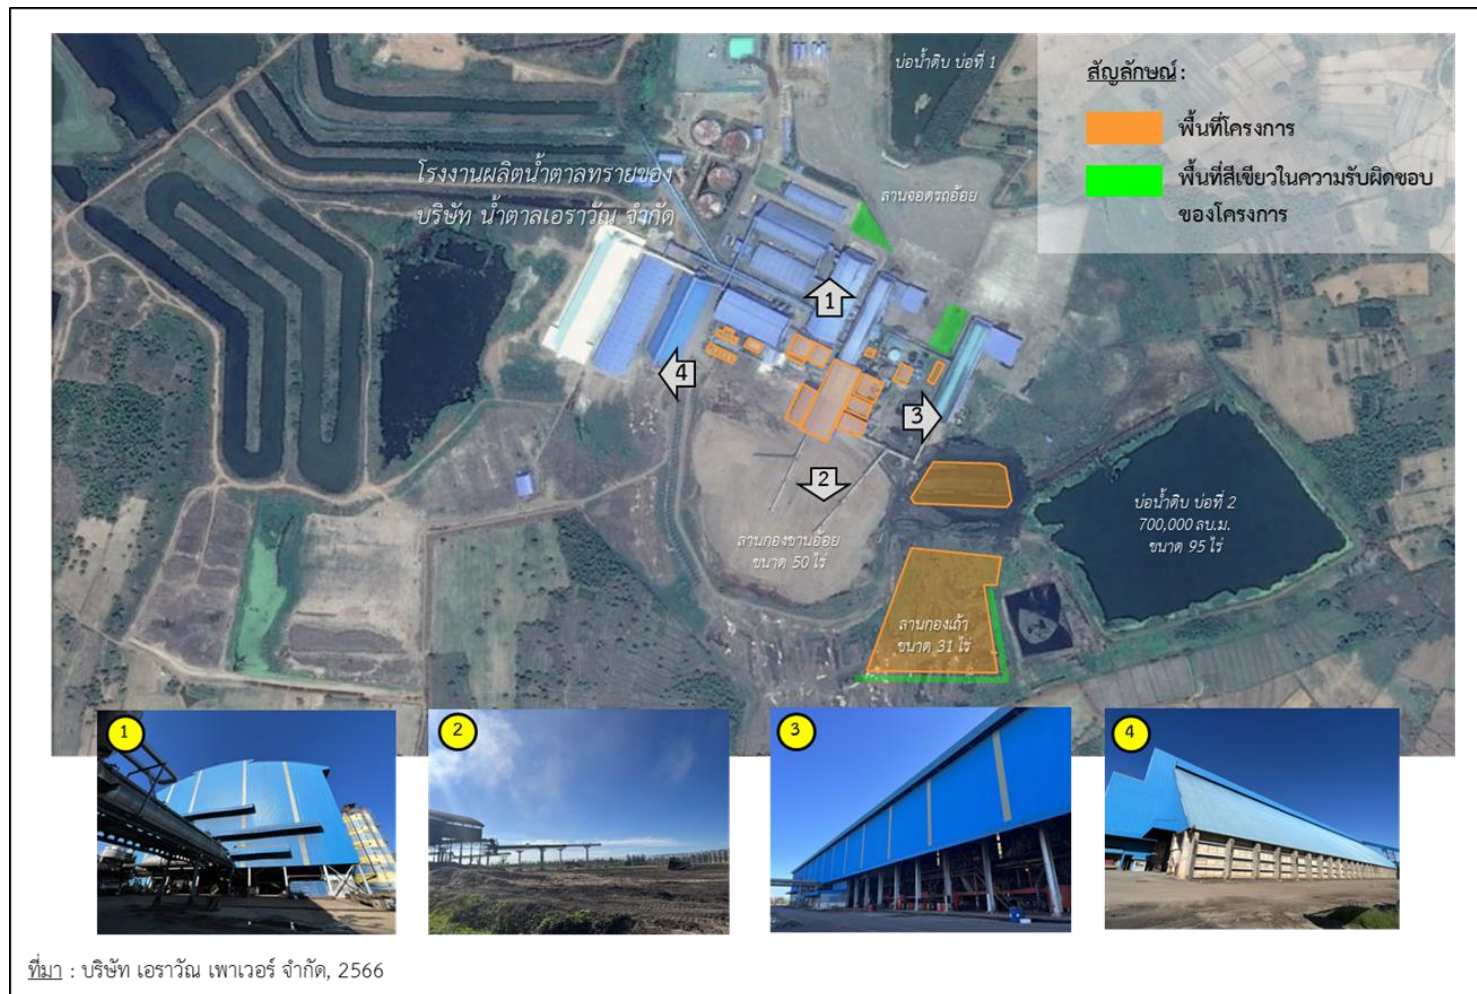 บ่อน้ำดิบ บ่อที่ 1
สัญลักษณ์ :
พื้นที่โครงการ
พื้นที่สีเขียวในความรับผิดชอบ
ของโครงการ
โรงงานผลิตน้ำตาลทรายของ
บริษัท น้ำตาลเอราวัณ จำกัด
ลานจอดรถอ้อย
1
4
3
2
บ่อน้ำดิบ บ่อที่ 2
700,000 ลบ.ม.
ขนาด 95 ไร่
ลานกองชานอ้อย
ขนาด 50 ไร่
ลานกองเถ้า
ขนาด 31 ไร่
1
2
3
4
ที่มา : บริษัท เอราวัณ เพาเวอร์ จำกัด, 2566